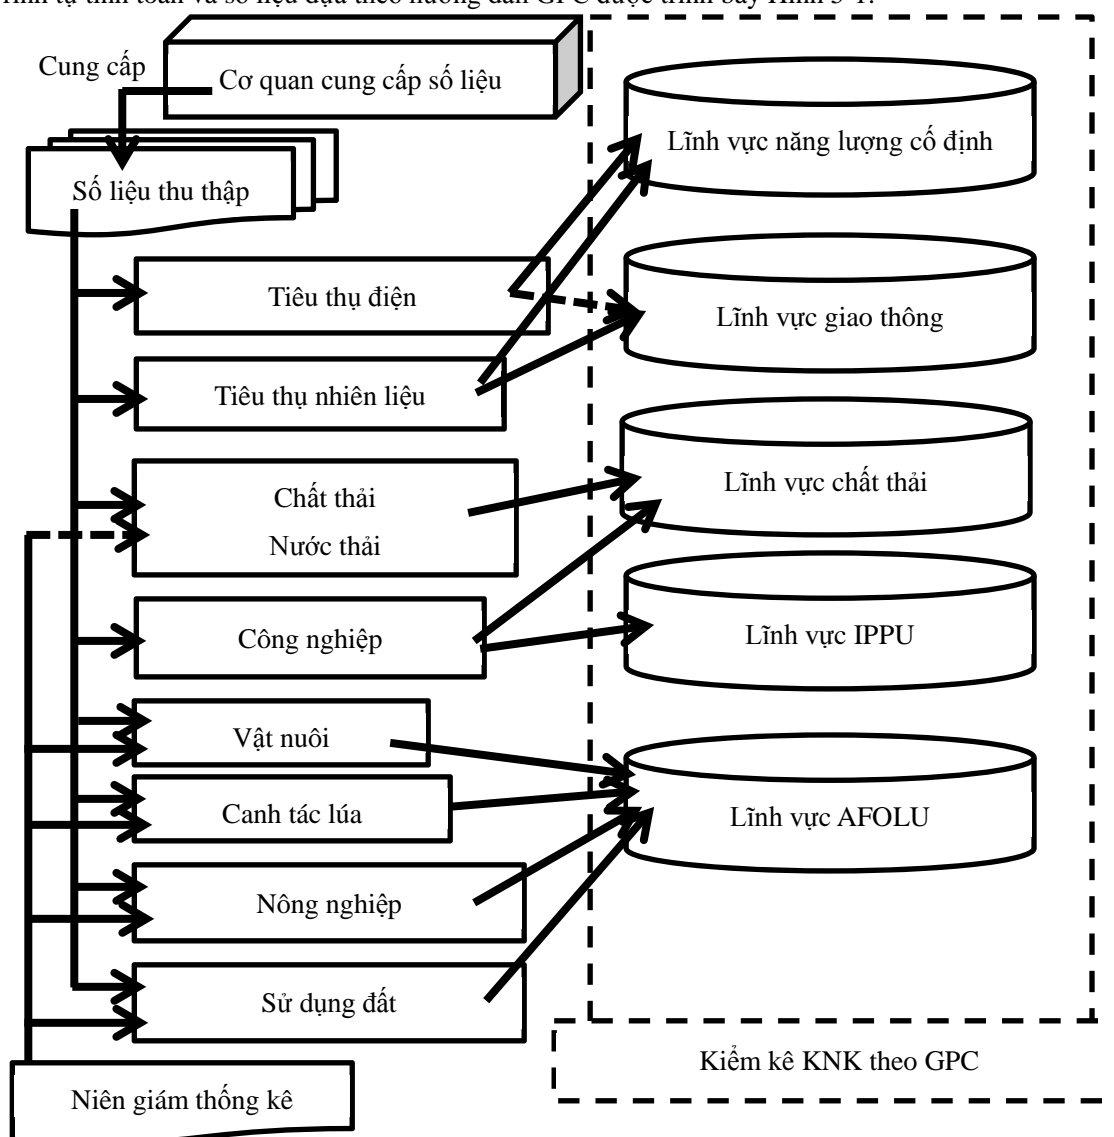 Cung cấp
Cơ quan cung cấp số liệu
Số liệu thu thập
Tiêu thụ điện
Tiêu thụ nhiên liệu
Chất thải
Nước thải
Công nghiệp
Vật nuôi
Canh tác lúa
Nông nghiệp
Sử dụng đất
Niên giám thống kê
Lĩnh vực năng lượng cố định
Lĩnh vực giao thông
Lĩnh vực chất thải
Lĩnh vực IPPU
Lĩnh vực AFOLU
Kiểm kê KNK theo GPC